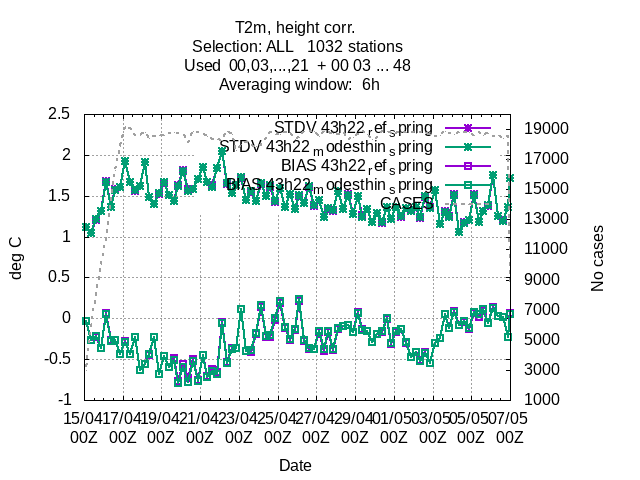 T2m, height corr.
Selection: ALL   1032 stations
Used  00,03,...,21  + 00 03 ... 48
Averaging window:  6h
STDV 43h22_ref_spring
STDV 43h22_modesthin_spring
BIAS 43h22_ref_spring
BIAS 43h22_modesthin_spring
CASES
2.5
2
1.5
1
0.5
0
-0.5
-1
deg C
19000
17000
15000
13000
11000
9000
7000
5000
3000
1000
No cases
15/04 17/04 19/04 21/04 23/04 25/04 27/04 29/04 01/05 03/05 05/05 07/05
00Z 00Z 00Z 00Z 00Z 00Z 00Z 00Z 00Z 00Z 00Z 00Z
Date